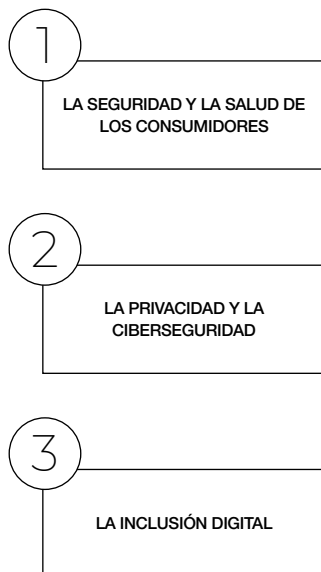 1
LA SEGURIDAD Y LA SALUD DE
LOS CONSUMIDORES
2
LA PRIVACIDAD Y LA
CIBERSEGURIDAD
3
LA INCLUSIÓN DIGITAL